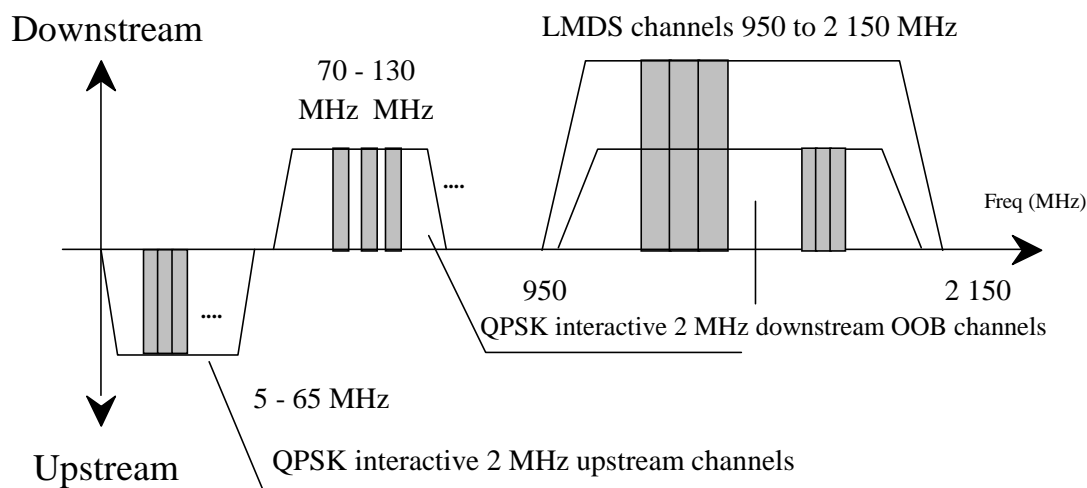 Downstream
LMDS channels 950 to 2 150 MHz
70 - 130
MHz MHz
....
Freq (MHz)
950
2 150
....
QPSK interactive 2 MHz downstream OOB channels
5 - 65 MHz
Upstream
QPSK interactive 2 MHz upstream channels